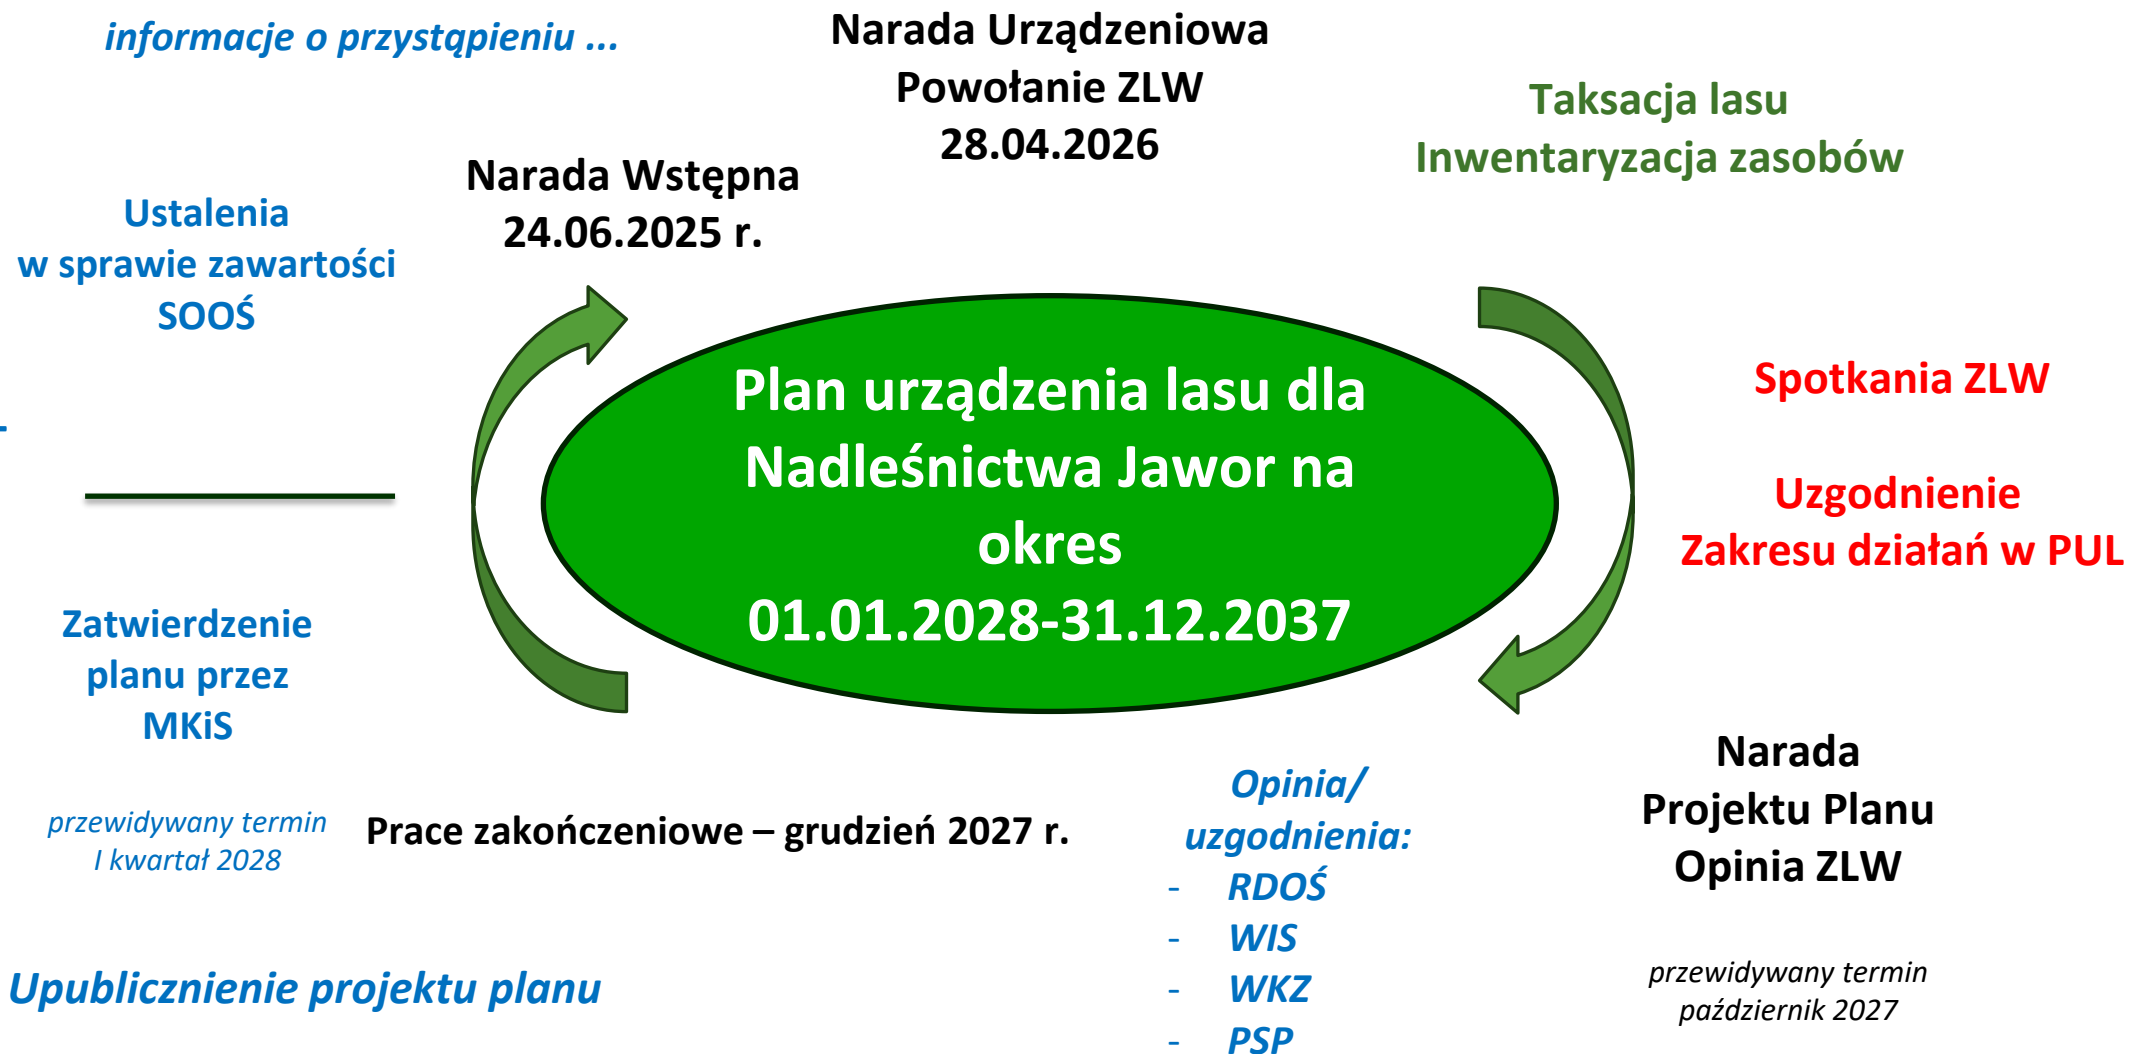 informacje o przystąpieniu ...
Narada Urządzeniowa
Powołanie ZLW
28.04.2026
Taksacja lasu
Inwentaryzacja zasobów
Narada Wstępna
24.06.2025 r.
Ustalenia
w sprawie zawartości
SOOŚ
Plan urządzenia lasu dla
Nadleśnictwa Jawor na
okres
01.01.2028-31.12.2037
Spotkania ZLW
Uzgodnienie
Zakresu działań w PUL
Zatwierdzenie
planu przez
MKiS
przewidywany termin
I kwartał 2028
Prace zakończeniowe – grudzień 2027 r.
Opinia/
uzgodnienia:
- RDOŚ
- WIS
- WKZ
- PSP
Narada
Projektu Planu
Opinia ZLW
przewidywany termin
październik 2027
Upublicznienie projektu planu